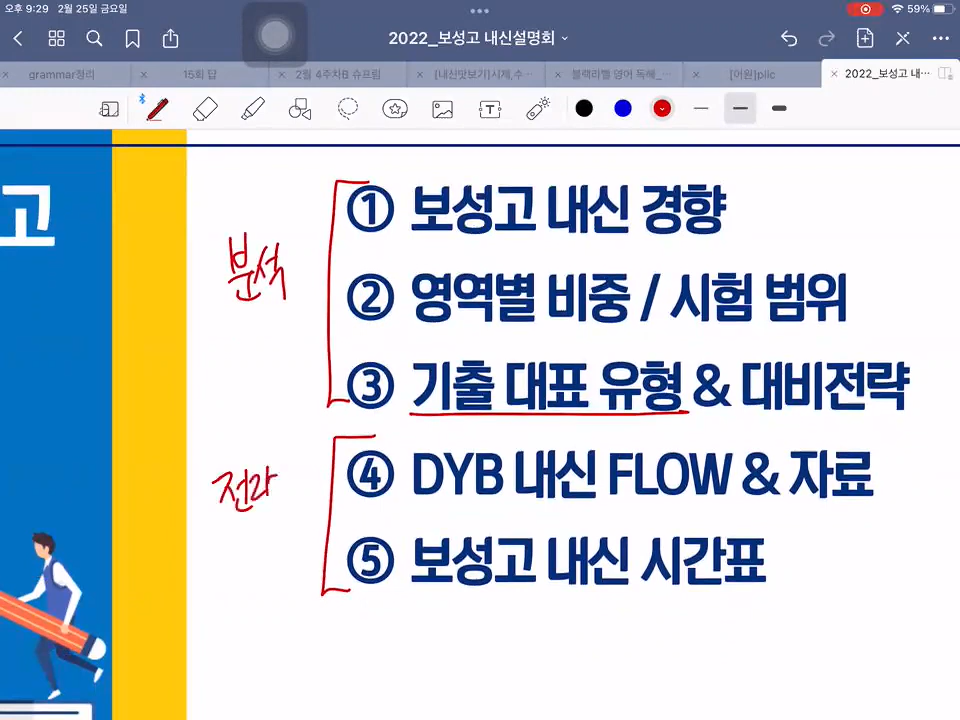 오후 9:29 2월 25일 금요일
59%
2022_보성고 내신설명회
grammar정리
15회 답
2월 4주차B 슈프림
[내신맛보기]시제,수…
블랙라벨 영어 독해_…
[어원]pllc
2022_보성고 내…
T
고
① 보성고 내신 경향
분석
② 영역별 비중 / 시험 범위
③ 기출 대표 유형 & 대비전략
④ DYB 내신 FLOW & 자료
⑤ 보성고 내신 시간표